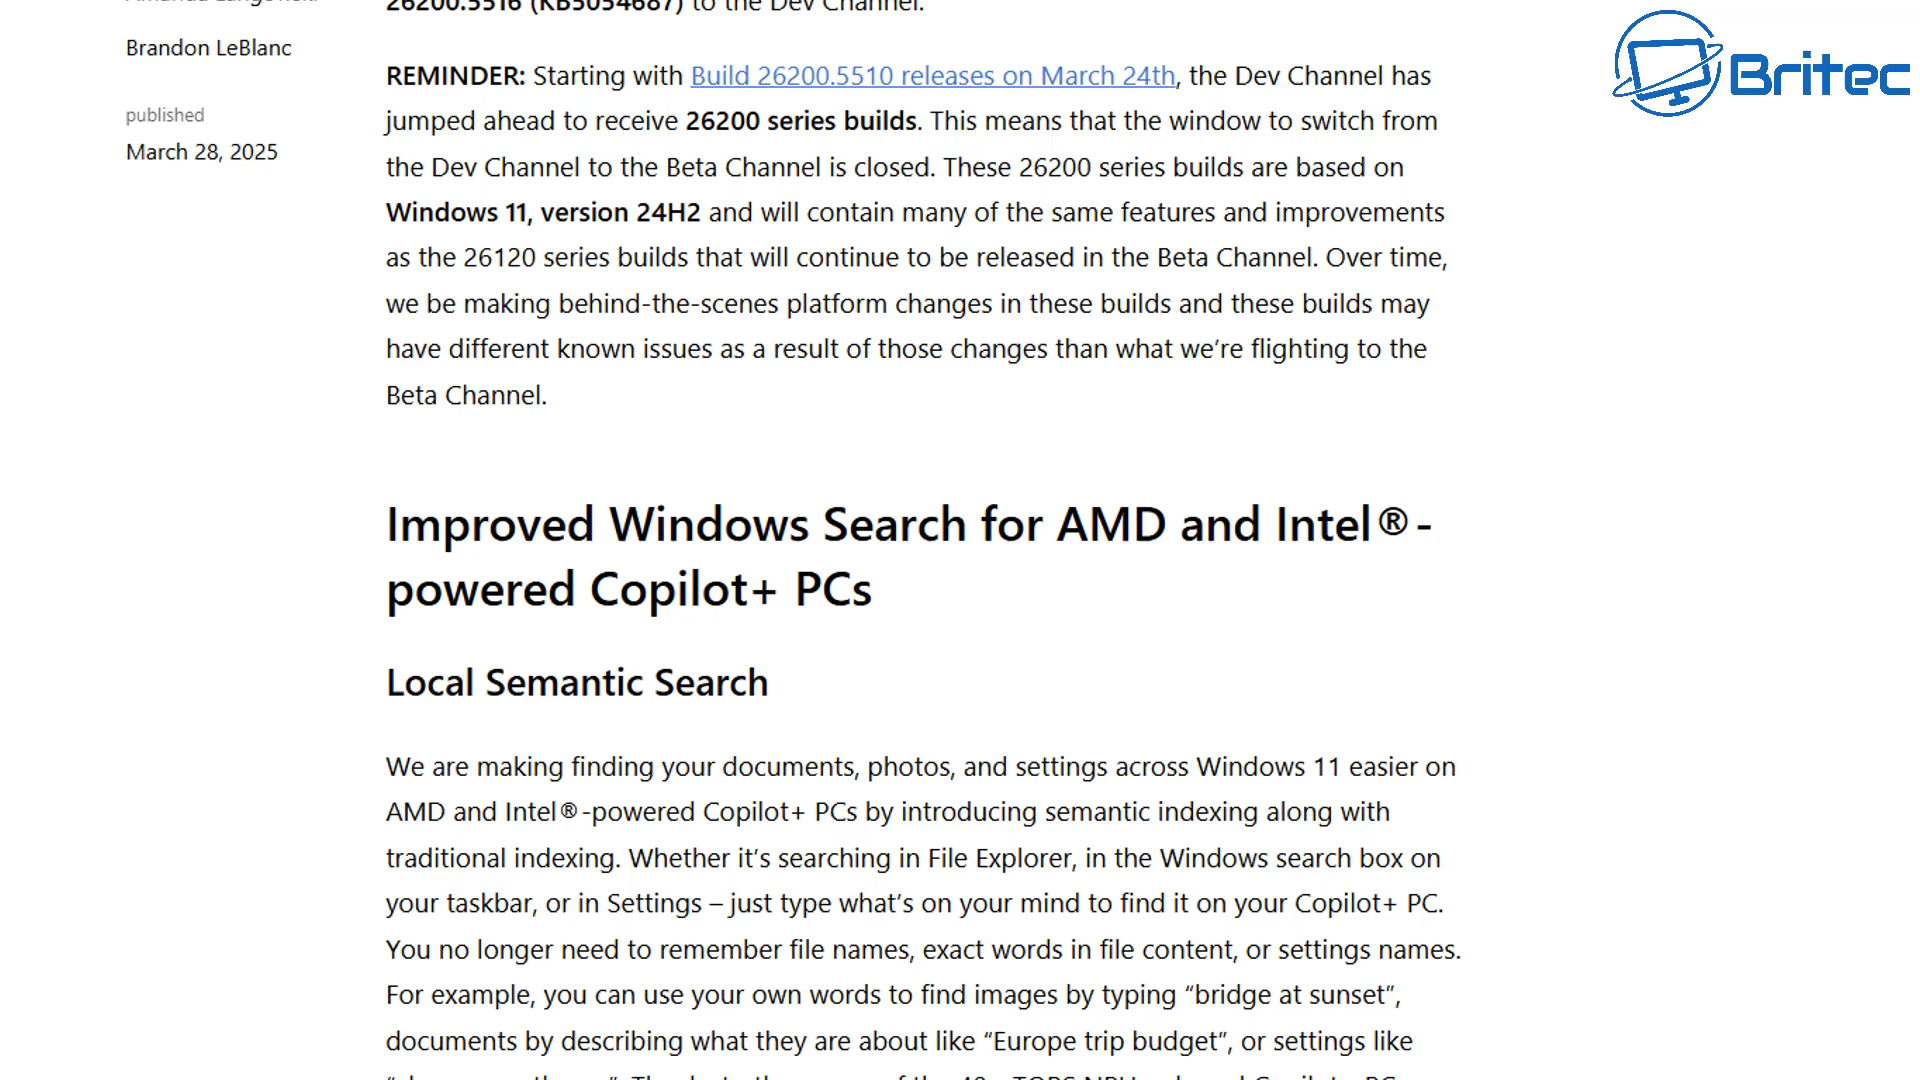 26200.5516 (KB5054687) to the Dev Channel.
Brandon LeBlanc
published
March 28, 2025
REMINDER: Starting with Build 26200.5510 releases on March 24th, the Dev Channel has
jumped ahead to receive 26200 series builds. This means that the window to switch from
the Dev Channel to the Beta Channel is closed. These 26200 series builds are based on
Windows 11, version 24H2 and will contain many of the same features and improvements
as the 26120 series builds that will continue to be released in the Beta Channel. Over time,
we be making behind-the-scenes platform changes in these builds and these builds may
have different known issues as a result of those changes than what we’re flighting to the
Beta Channel.
Britec
Improved Windows Search for AMD and Intel®-
powered Copilot+ PCs
Local Semantic Search
We are making finding your documents, photos, and settings across Windows 11 easier on
AMD and Intel®-powered Copilot+ PCs by introducing semantic indexing along with
traditional indexing. Whether it’s searching in File Explorer, in the Windows search box on
your taskbar, or in Settings – just type what’s on your mind to find it on your Copilot+ PC.
You no longer need to remember file names, exact words in file content, or settings names.
For example, you can use your own words to find images by typing “bridge at sunset”,
documents by describing what they are about like “Europe trip budget”, or settings like